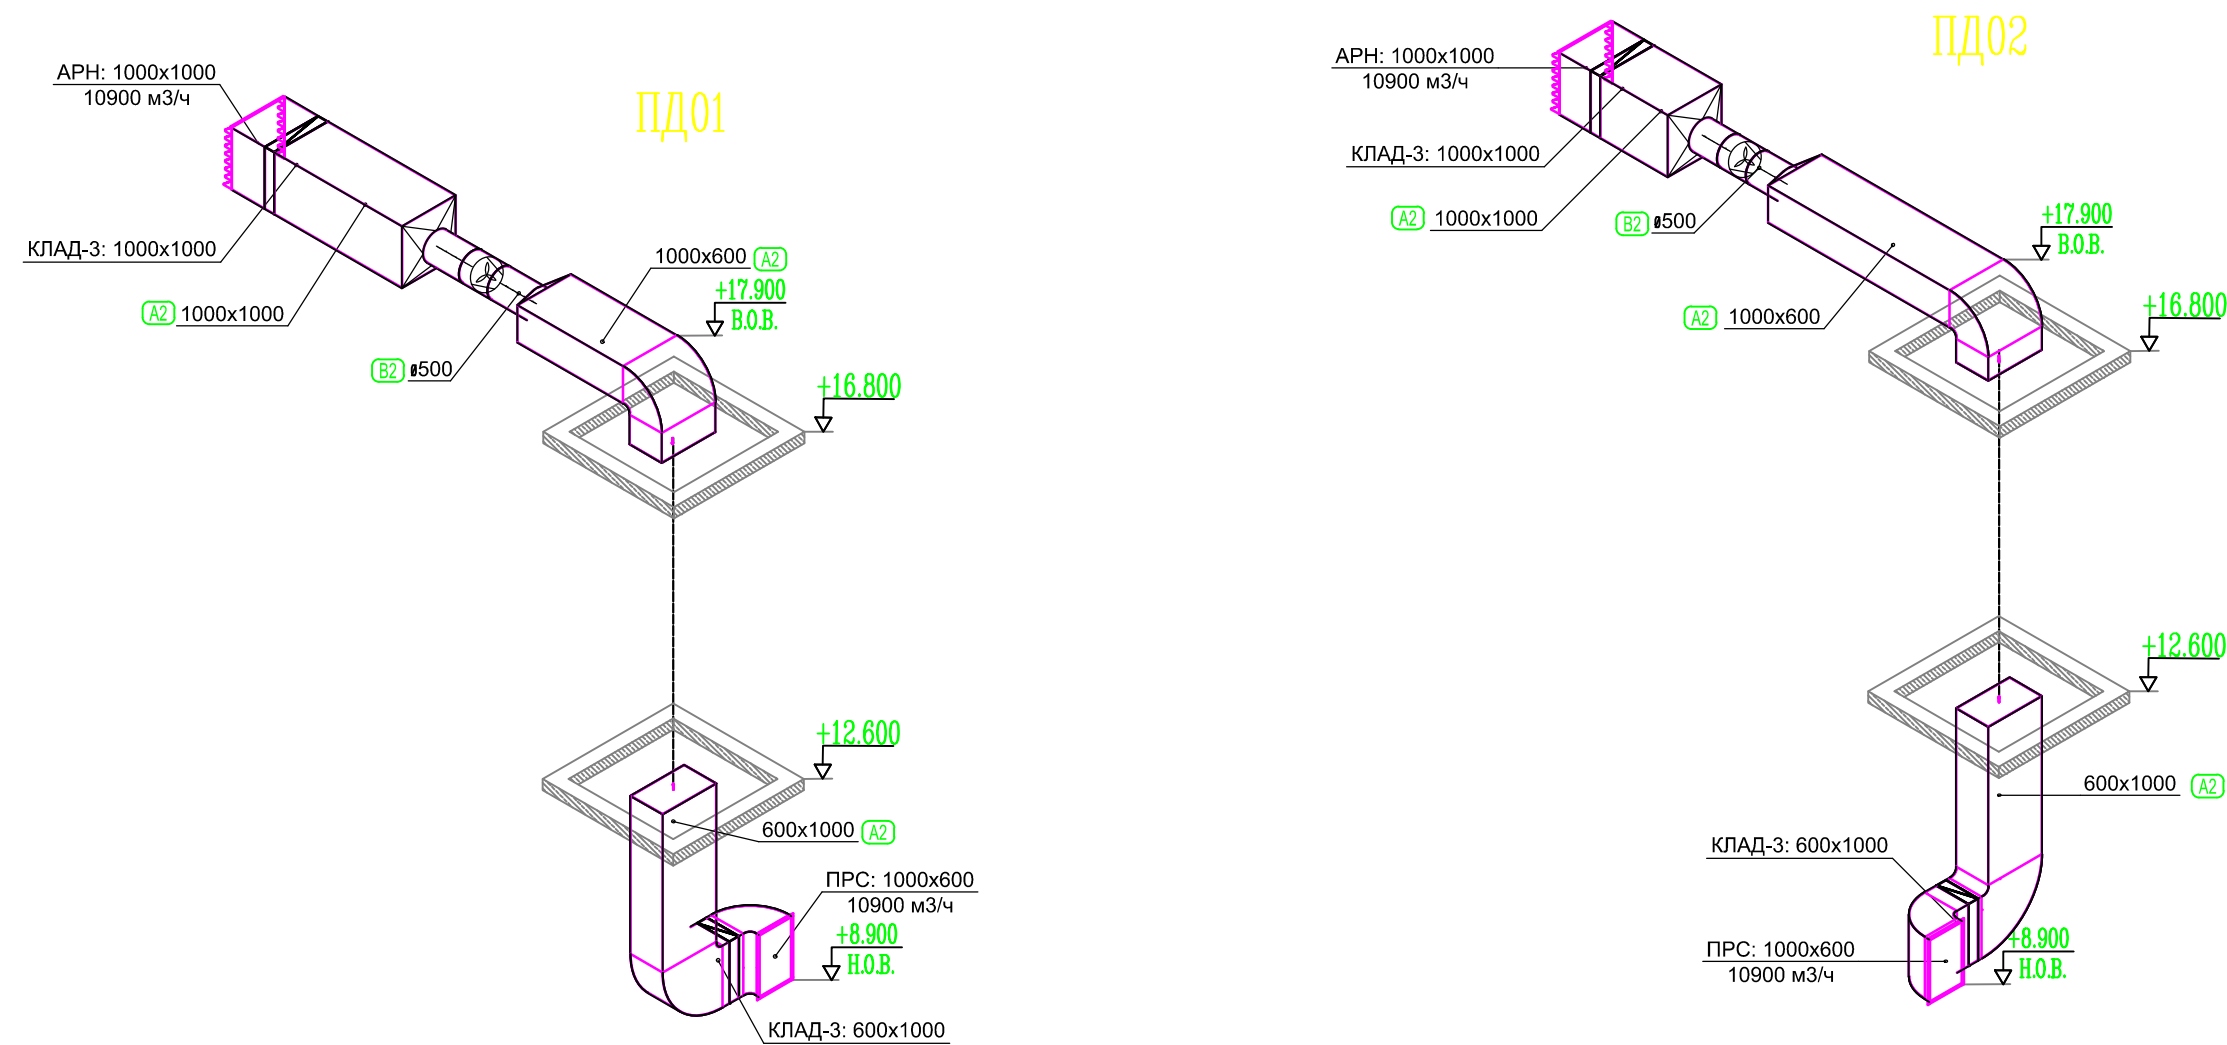 ПД01
АРН: 1000x1000
10900 м3/ч
КЛАД-3: 1000x1000
A2 1000x1000
B2 ø500
1000x600 A2
+17.900
В.О.В.
+16.800
+12.600
600x1000 A2
ПРС: 1000x600
10900 м3/ч
+8.900
Н.О.В.
КЛАД-3: 600x1000
ПД02
АРН: 1000x1000
10900 м3/ч
КЛАД-3: 1000x1000
A2 1000x1000
B2 ø500
+17.900
В.О.В.
A2 1000x600
+16.800
+12.600
600x1000 A2
КЛАД-3: 600x1000
ПРС: 1000x600
10900 м3/ч
+8.900
Н.О.В.